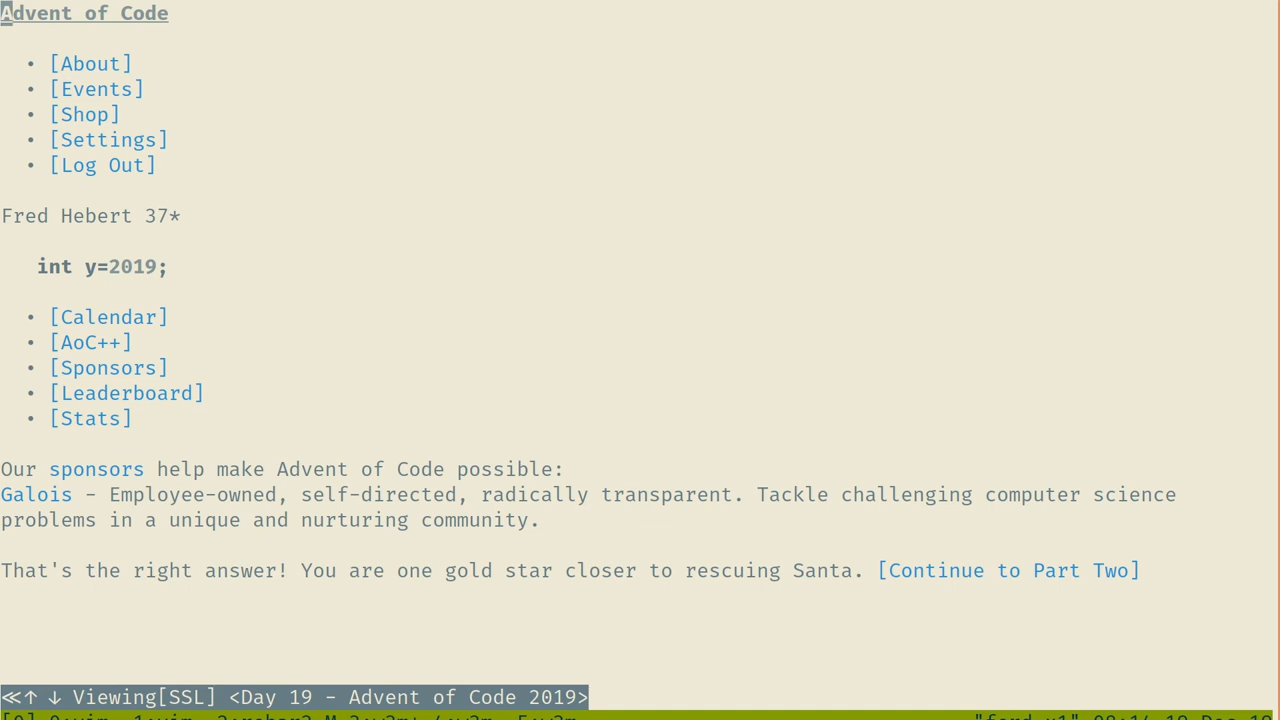 Advent of Code
• [About]
• [Events]
• [Shop]
• [Settings]
• [Log Out]
Fred Hebert 37*
int y=2019;
• [Calendar]
• [AoC++]
• [Sponsors]
• [Leaderboard]
• [Stats]
Our sponsors help make Advent of Code possible:
Galois - Employee-owned, self-directed, radically transparent. Tackle challenging computer science
problems in a unique and nurturing community.
That's the right answer! You are one gold star closer to rescuing Santa. [Continue to Part Two]
≪↑ ↓ Viewing[SSL] <Day 19 - Advent of Code 2019>